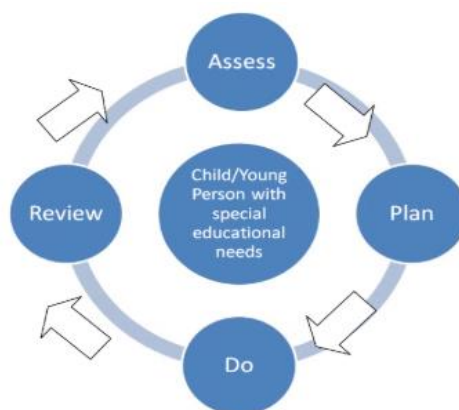 Assess
Child/Young
Person with
special
educational
needs
Review
Plan
Do